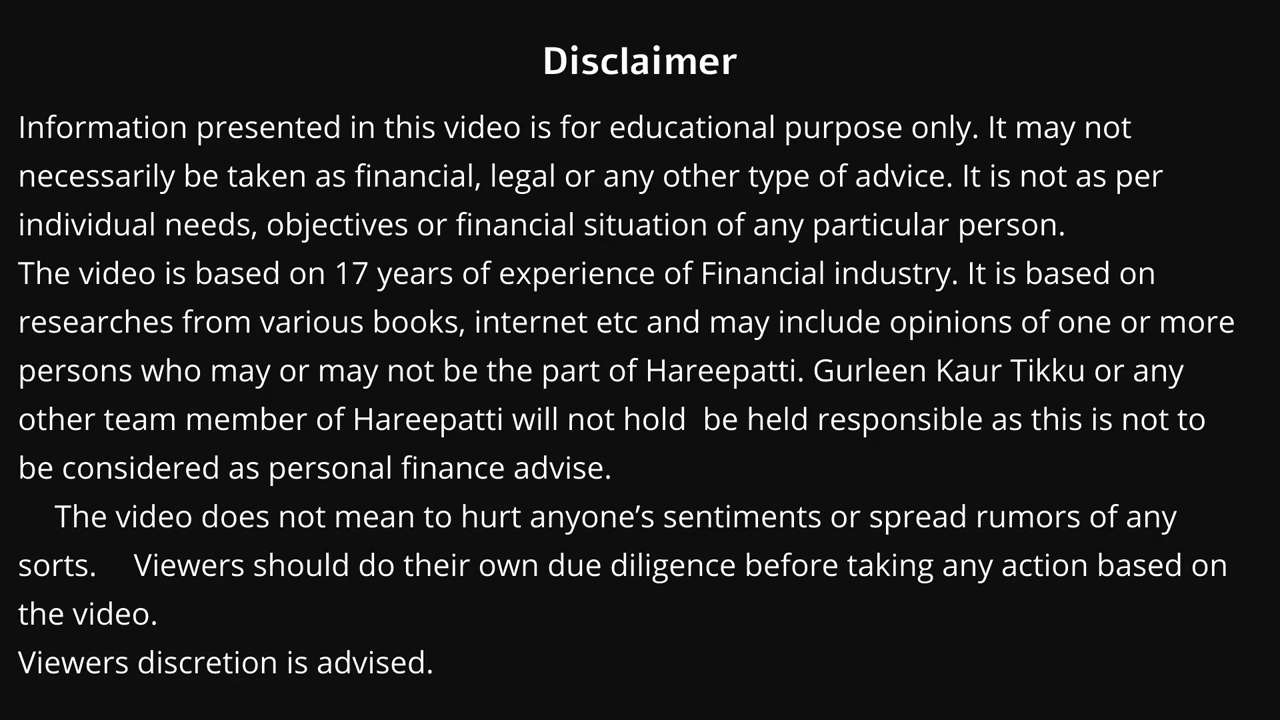 Disclaimer
Information presented in this video is for educational purpose only. It may not
necessarily be taken as financial, legal or any other type of advice. It is not as per
individual needs, objectives or financial situation of any particular person.
The video is based on 17 years of experience of Financial industry. It is based on
researches from various books, internet etc and may include opinions of one or more
persons who may or may not be the part of Hareepatti. Gurleen Kaur Tikku or any
other team member of Hareepatti will not hold  be held responsible as this is not to
be considered as personal finance advise.
The video does not mean to hurt anyone’s sentiments or spread rumors of any
sorts.     Viewers should do their own due diligence before taking any action based on
the video.
Viewers discretion is advised.